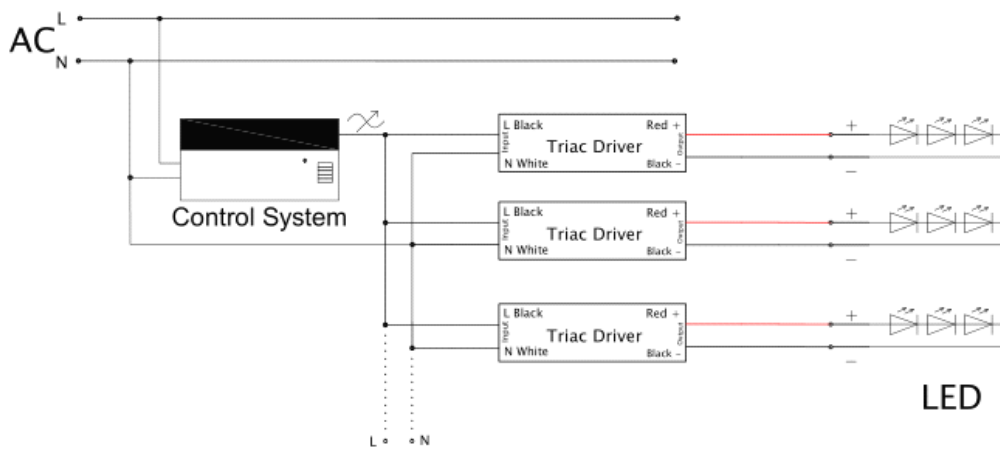 L
AC
N
Control System
L Black
Red +
Input
Triac Driver
Output
N White
Black -
+
−
L Black
Red +
Input
Triac Driver
Output
N White
Black -
+
−
L Black
Red +
Input
Triac Driver
Output
N White
Black -
+
−
LED
L
N